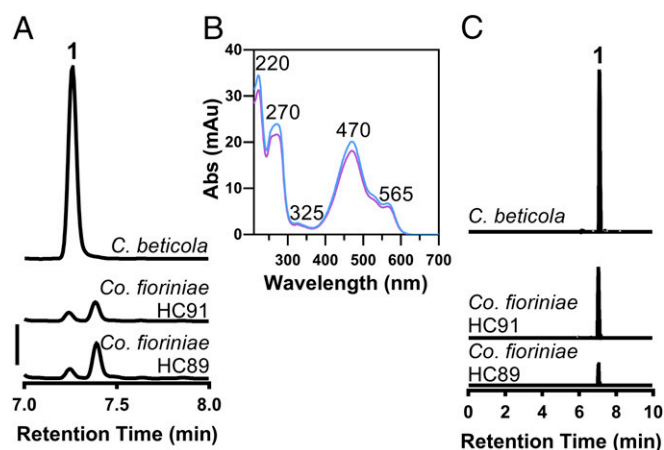 A
1
C. beticola
Co. fioriniae
HC91
Co. fioriniae
HC89
7.0 7.5 8.0
Retention Time (min)
B
40
30
20
10
0
Abs (mAu)
220
270
325
470
565
300 400 500 600 700
Wavelength (nm)
C
1
C. beticola
Co. fioriniae
HC91
Co. fioriniae
HC89
0 2 4 6 8 10
Retention Time (min)